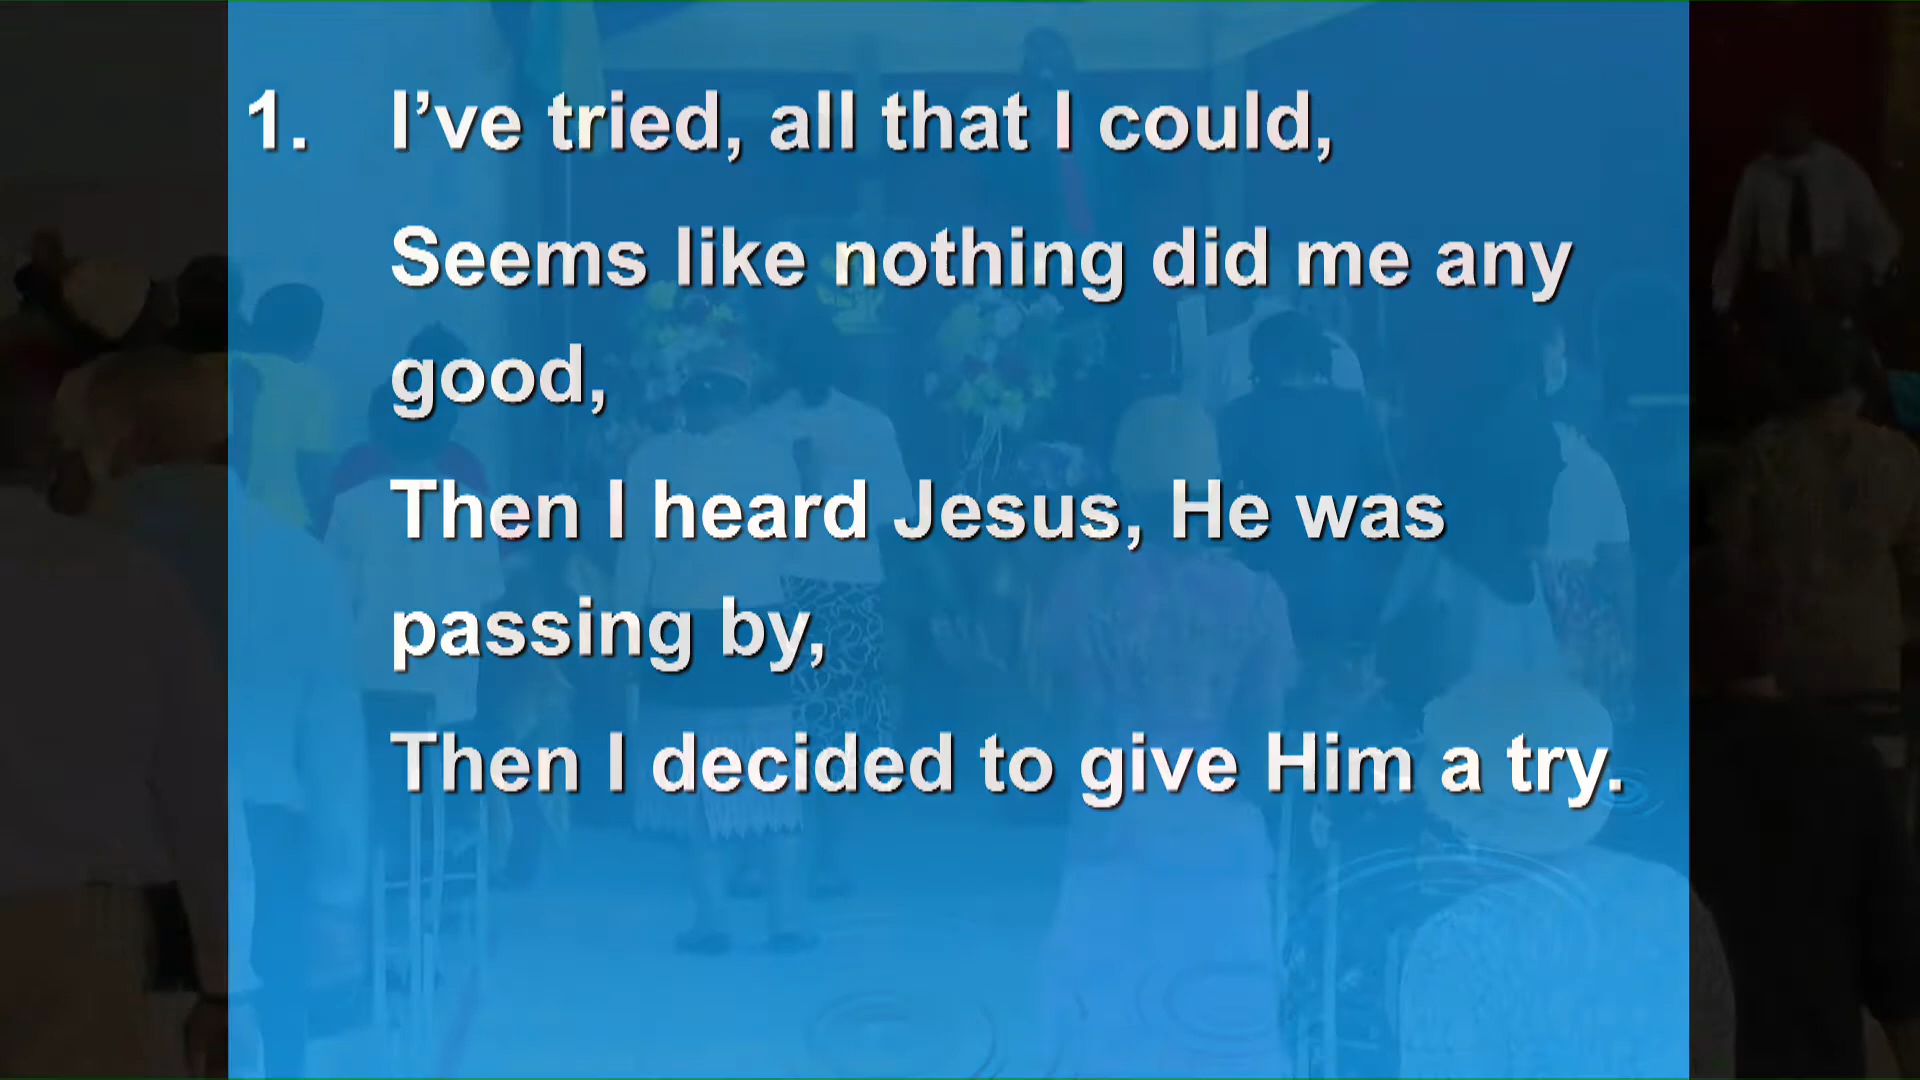 1. I’ve tried, all that I could,
Seems like nothing did me any
good,
Then I heard Jesus, He was
passing by,
Then I decided to give Him a try.